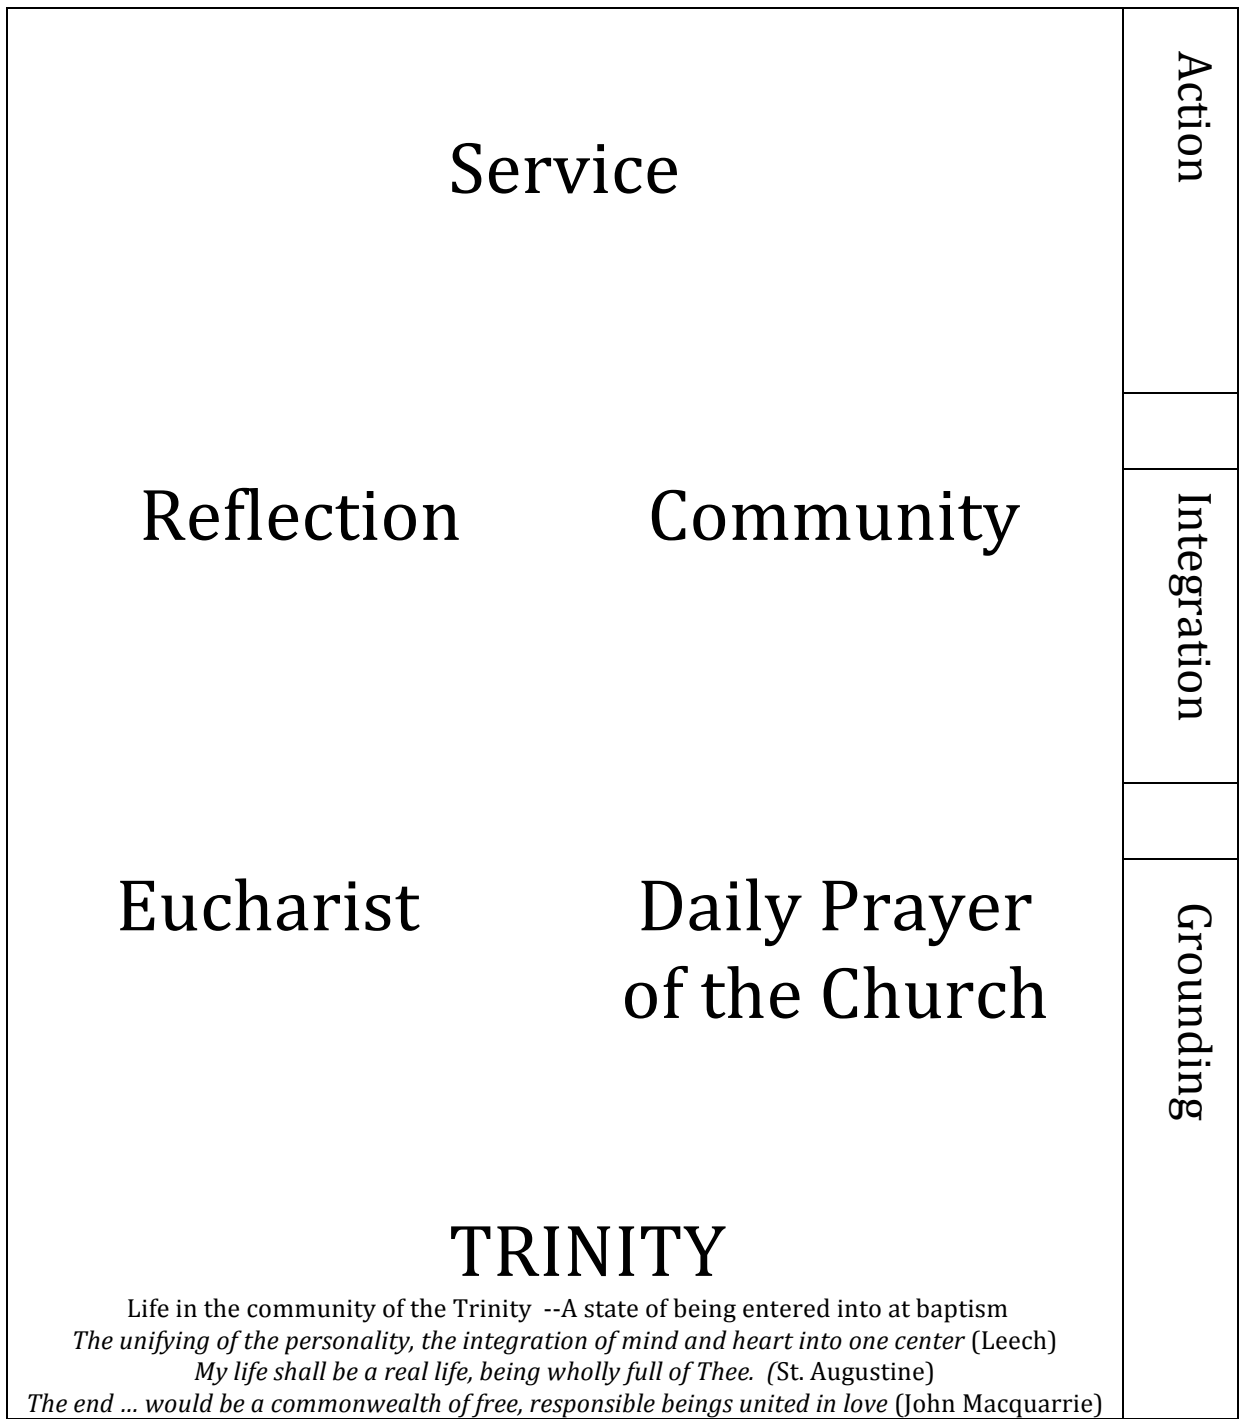 Service
Action
Reflection
Community
Integration
Eucharist
Daily Prayer
of the Church
Grounding
TRINITY
Life in the community of the Trinity  --A state of being entered into at baptism
The unifying of the personality, the integration of mind and heart into one center (Leech)
My life shall be a real life, being wholly full of Thee.  (St. Augustine)
The end ... would be a commonwealth of free, responsible beings united in love (John Macquarrie)